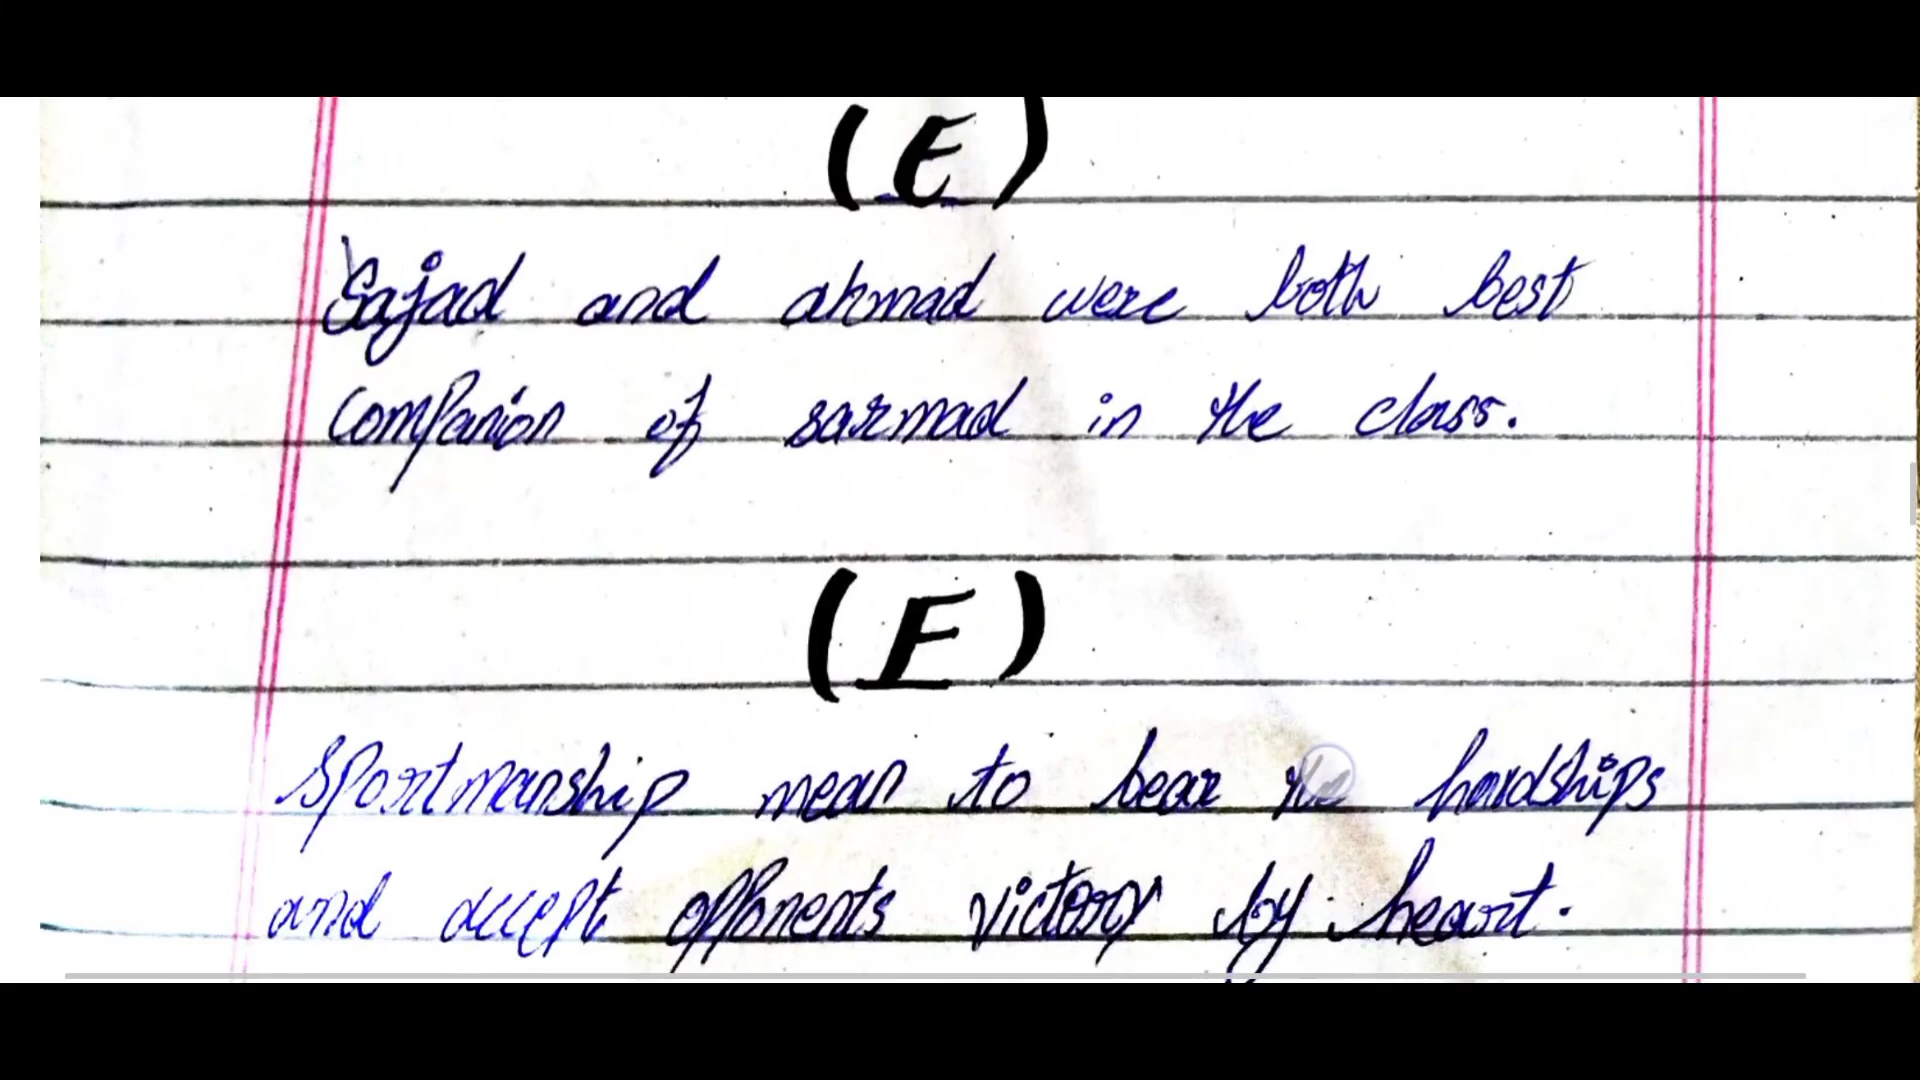 (E)
Sajad and ahmad were both best
companion of sarmad in the class.
(F)
Sportmanship mean to bear the hardships
and accept opponents victory by heart.